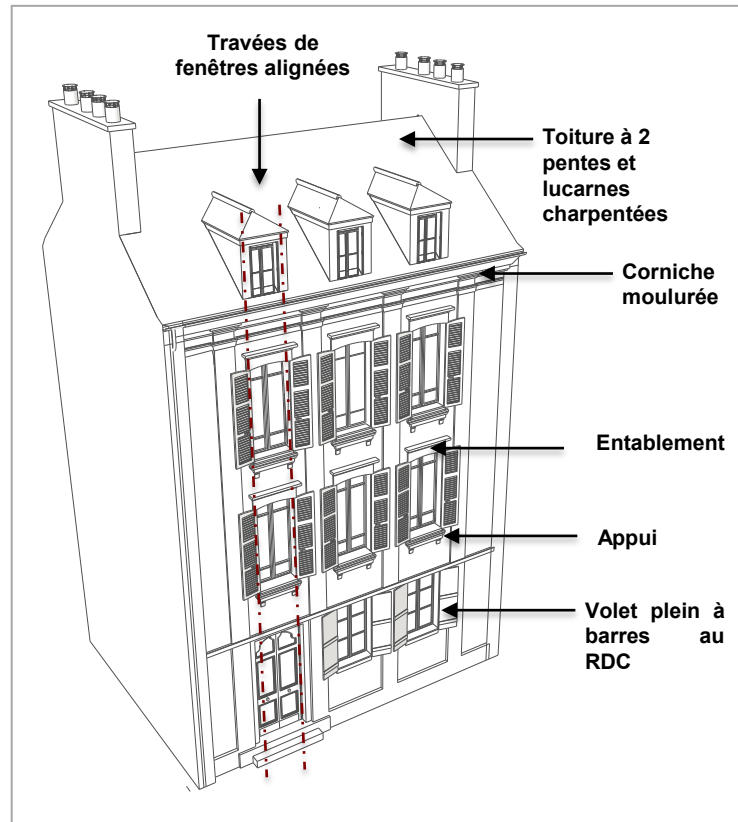 Travées de
fenêtres alignées
Toiture à 2
pentes et
lucarnes
charpentées
Corniche
moulurée
Entablement
Appui
Volet plein à
barres au
RDC